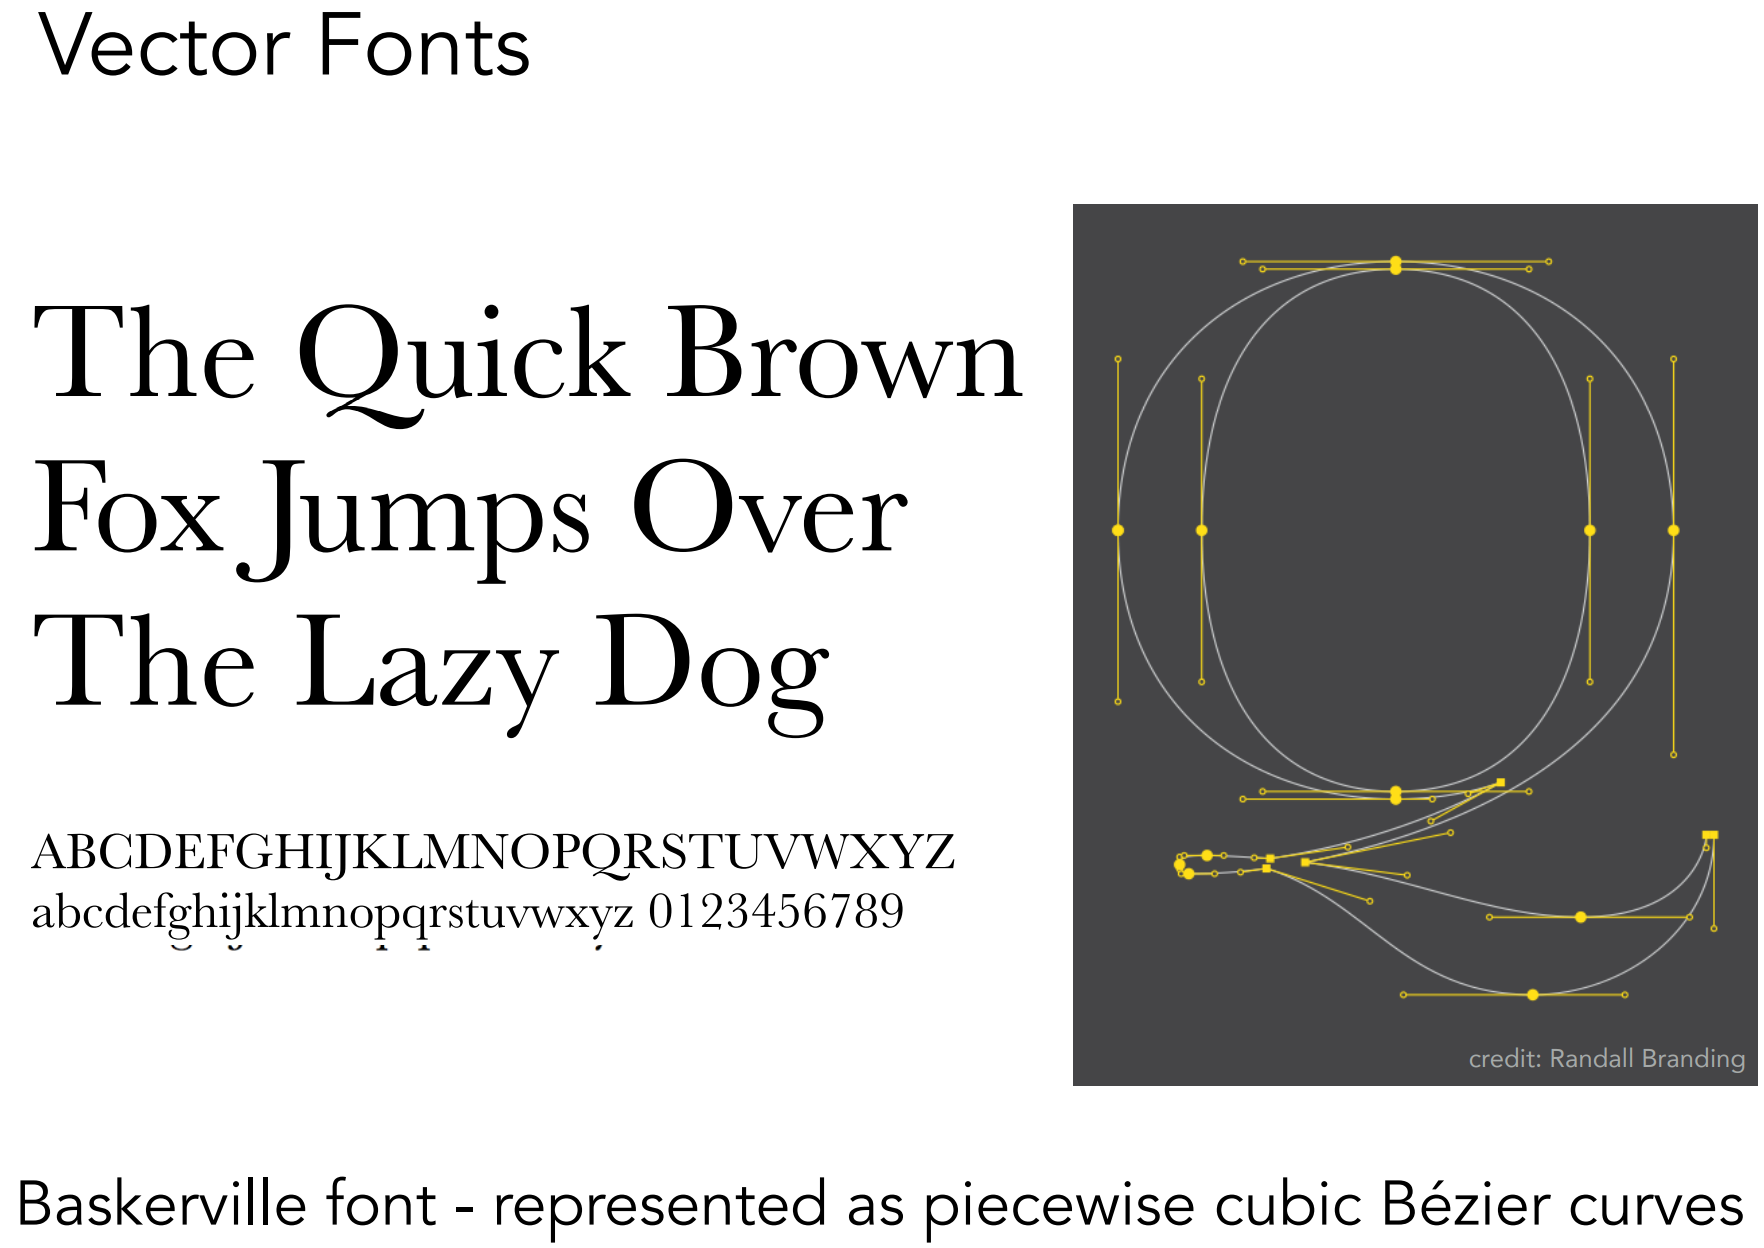 Vector Fonts
The Quick Brown
Fox Jumps Over
The Lazy Dog
ABCDEFGHIJKLMNOPQRSTUVWXYZ
abcdefghijklmnopqrstuvwxyz 0123456789
credit: Randall Branding
Baskerville font - represented as piecewise cubic Bézier curves